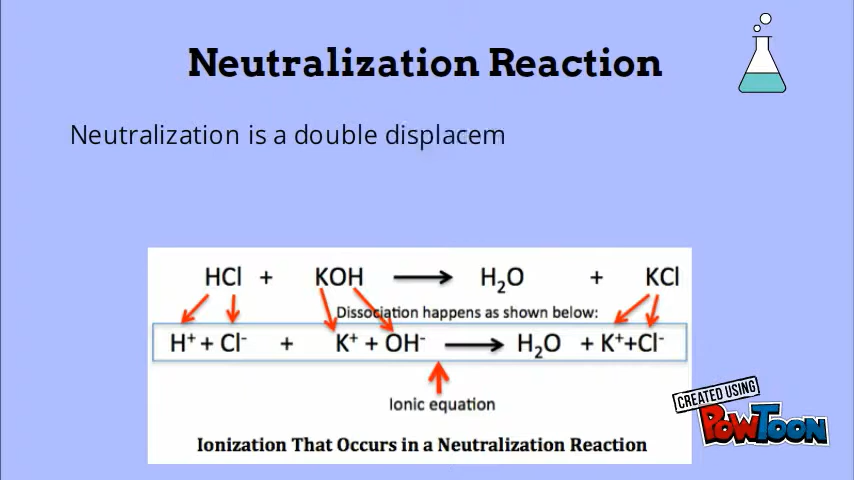 Neutralization Reaction
Neutralization is a double displacem
HCl + KOH ⟶ H₂O + KCl
Dissociation happens as shown below:
H⁺ + Cl⁻ + K⁺ + OH⁻ ⟶ H₂O + K⁺+Cl⁻
Ionic equation
Ionization That Occurs in a Neutralization Reaction
CREATED USING
POWTOON